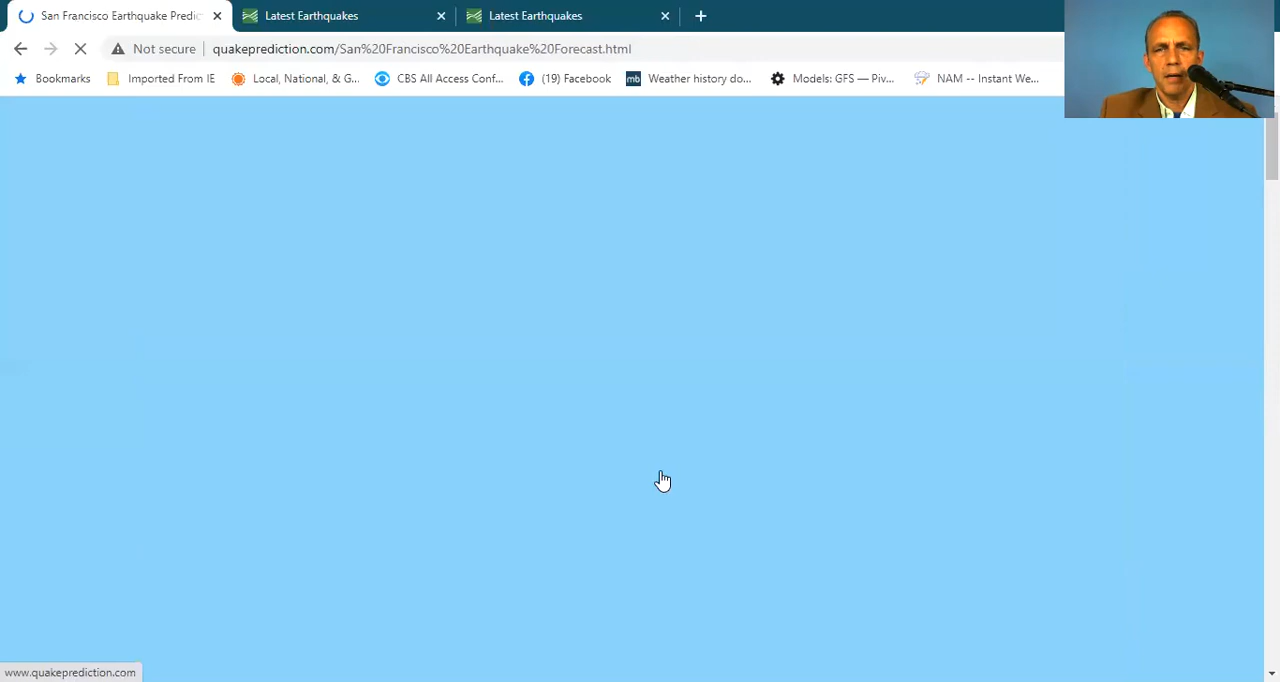 San Francisco Earthquake Predic
Latest Earthquakes
Latest Earthquakes
Not secure
quakeprediction.com/San%20Francisco%20Earthquake%20Forecast.html
Bookmarks
Imported From IE
Local, National, & G...
CBS All Access Conf...
(19) Facebook
mb Weather history do...
Models: GFS — Piv...
NAM -- Instant We...
www.quakeprediction.com